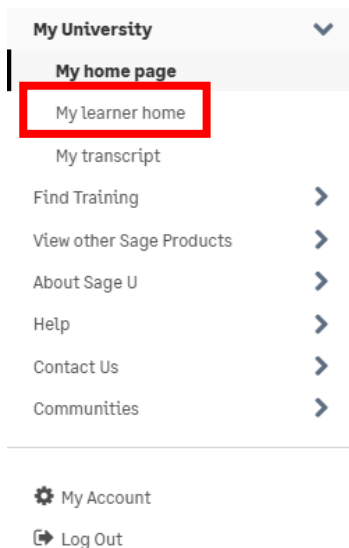 My University
My home page
My learner home
My transcript
Find Training
View other Sage Products
About Sage U
Help
Contact Us
Communities
My Account
Log Out